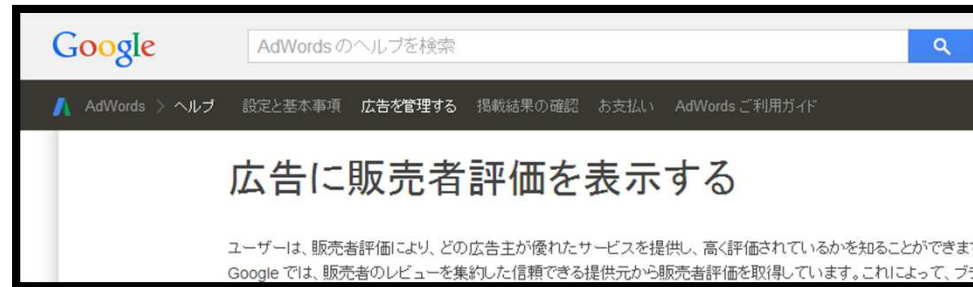 Google AdWords のヘルプを検索
AdWords > ヘルプ 設定と基本事項 広告を管理する 掲載結果の確認 お支払い AdWords ご利用ガイド
広告に販売者評価を表示する
ユーザーは、販売者評価により、どの広告主が優れたサービスを提供し、高く評価されているかを知ることができます
Google では、販売者のレビューを集約した信頼できる提供元から販売者評価を取得しています。これによって、ブ